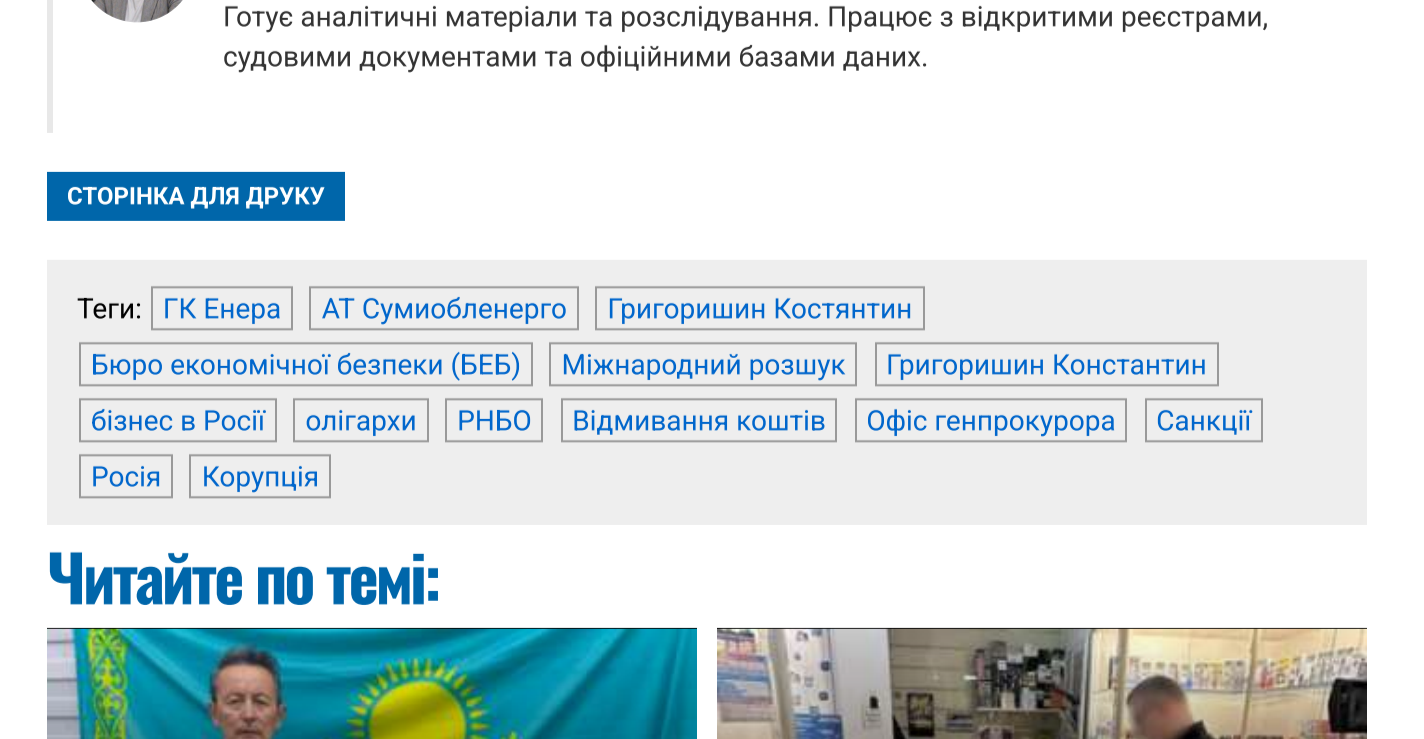 Готує аналітичні матеріали та розслідування. Працює з відкритими реєстрами,
судовими документами та офіційними базами даних.
СТОРІНКА ДЛЯ ДРУКУ
Теги: ГК Енера АТ Сумиобленерго Григоришин Костянтин
Бюро економічної безпеки (БЕБ) Міжнародний розшук Григоришин Константин
бізнес в Росії олігархи РНБО Відмивання коштів Офіс генпрокурора Санкції
Росія Корупція
Читайте по темі: